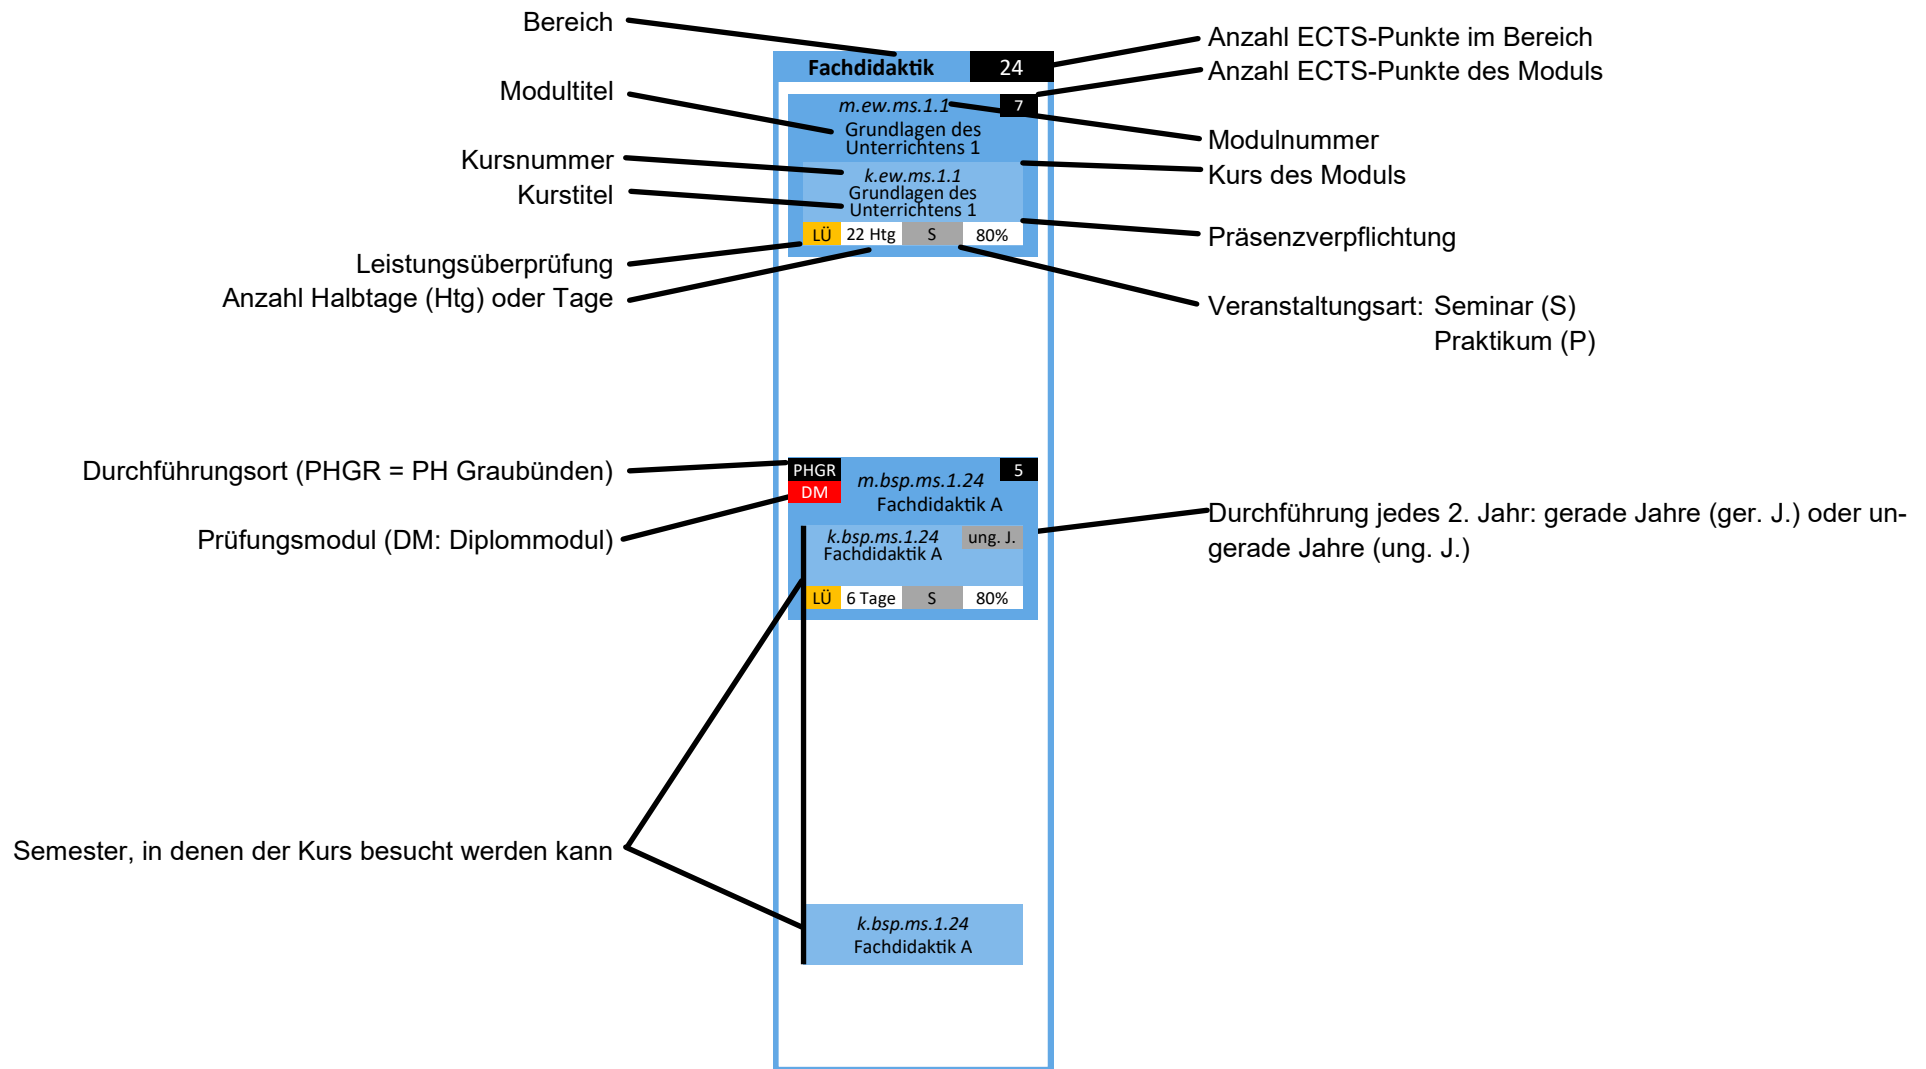 Bereich
Anzahl ECTS-Punkte im Bereich
Fachdidaktik 24
Anzahl ECTS-Punkte des Moduls
Modultitel
m.ew.ms.1.1 7
Grundlagen des
Unterrichtens 1
Modulnummer
Kursnummer
Kurs des Moduls
k.ew.ms.1.1
Kurstitel
Grundlagen des
Unterrichtens 1
LÜ 22 Htg S 80%
Präsenzverpflichtung
Leistungsüberprüfung
Anzahl Halbtage (Htg) oder Tage
Veranstaltungsart: Seminar (S)
Praktikum (P)
Durchführungsort (PHGR = PH Graubünden)
PHGR m.bsp.ms.1.24 5
DM Fachdidaktik A
Durchführung jedes 2. Jahr: gerade Jahre (ger. J.) oder un-
gerade Jahre (ung. J.)
Prüfungsmodul (DM: Diplommodul)
k.bsp.ms.1.24 ung. J.
Fachdidaktik A
LÜ 6 Tage S 80%
Semester, in denen der Kurs besucht werden kann
k.bsp.ms.1.24
Fachdidaktik A